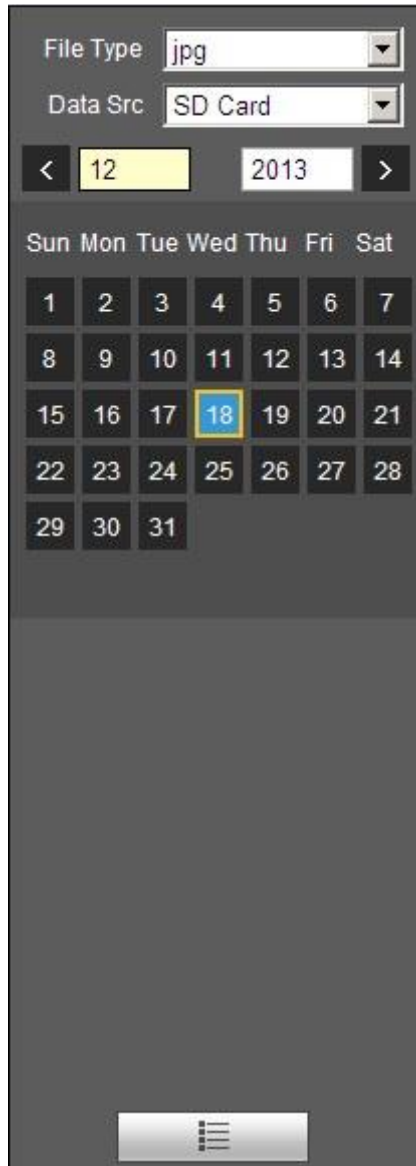 File Type jpg
Data Src SD Card
< 12 2013 >
Sun Mon Tue Wed Thu Fri Sat
1 2 3 4 5 6 7
8 9 10 11 12 13 14
15 16 17 18 19 20 21
22 23 24 25 26 27 28
29 30 31